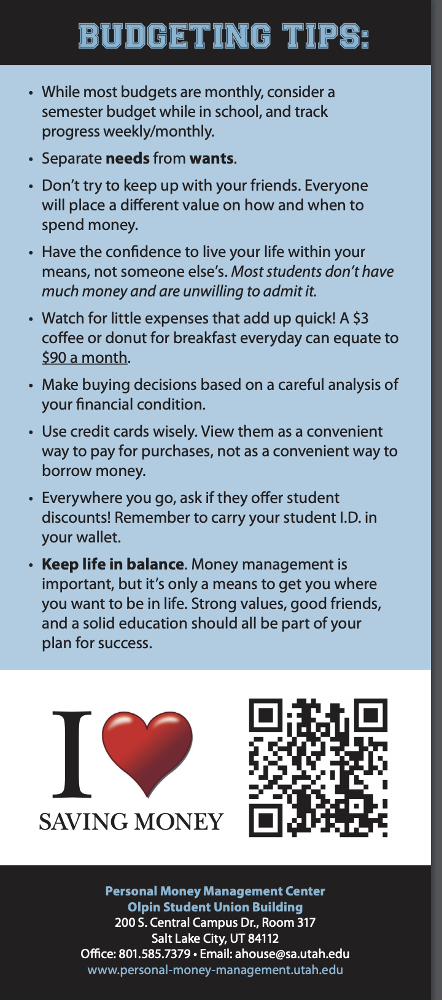 BUDGETING TIPS:
• While most budgets are monthly, consider a
semester budget while in school, and track
progress weekly/monthly.
• Separate needs from wants.
• Don’t try to keep up with your friends. Everyone
will place a different value on how and when to
spend money.
• Have the confidence to live your life within your
means, not someone else’s. Most students don’t have
much money and are unwilling to admit it.
• Watch for little expenses that add up quick! A $3
coffee or donut for breakfast everyday can equate to
$90 a month.
• Make buying decisions based on a careful analysis of
your financial condition.
• Use credit cards wisely. View them as a convenient
way to pay for purchases, not as a convenient way to
borrow money.
• Everywhere you go, ask if they offer student
discounts! Remember to carry your student I.D. in
your wallet.
• Keep life in balance. Money management is
important, but it’s only a means to get you where
you want to be in life. Strong values, good friends,
and a solid education should all be part of your
plan for success.
I
SAVING MONEY
Personal Money Management Center
Olpin Student Union Building
200 S. Central Campus Dr., Room 317
Salt Lake City, UT 84112
Office: 801.585.7379 • Email: ahouse@sa.utah.edu
www.personal-money-management.utah.edu